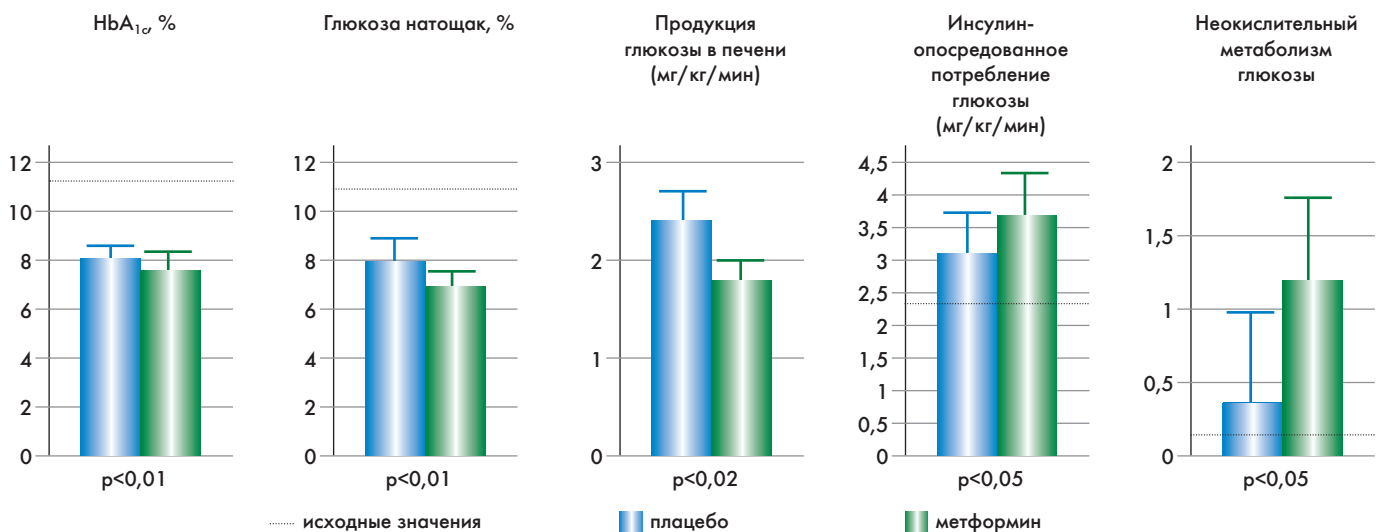 HbA1c, %
Глюкоза натощак, %
Продукция
глюкозы в печени
(мг/кг/мин)
Инсулин-
опосредованное
потребление
глюкозы
(мг/кг/мин)
Неокислительный
метаболизм
глюкозы
12
10
8
6
4
2
0
p<0,01
12
10
8
6
4
2
0
p<0,01
3
2
1
0
p<0,02
4,5
4
3,5
3
2,5
2
1,5
1
0,5
0
p<0,05
2
1,5
1
0,5
0
p<0,05
исходные значения
плацебо
метформин